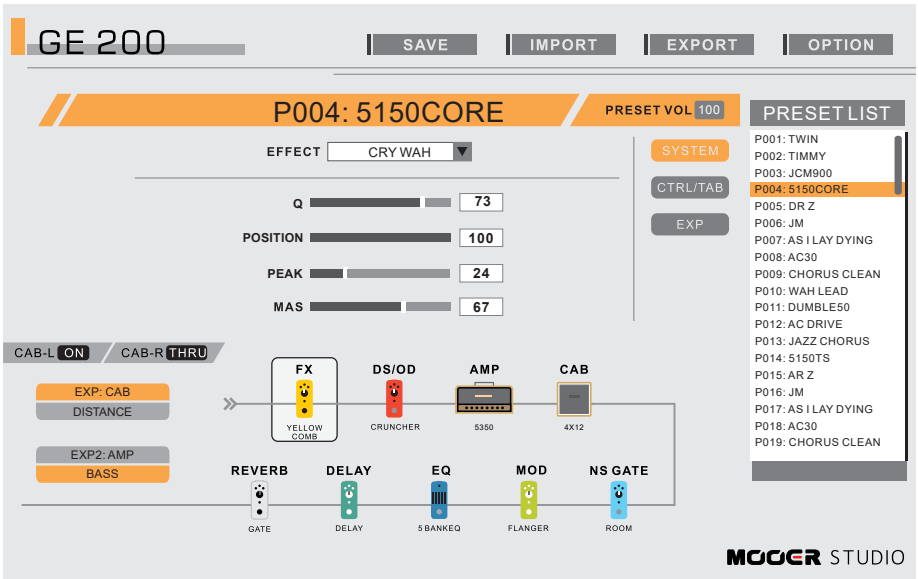 GE 200
SAVE
IMPORT
EXPORT
OPTION
P004: 5150CORE
PRESET VOL 100
PRESET LIST
EFFECT CRY WAH
Q 73
POSITION 100
PEAK 24
MAS 67
SYSTEM
CTRL/TAB
EXP
P001: TWIN
P002: TIMMY
P003: JCM900
P004: 5150CORE
P005: DR Z
P006: JM
P007: AS I LAY DYING
P008: AC30
P009: CHORUS CLEAN
P010: WAH LEAD
P011: DUMBLE50
P012: AC DRIVE
P013: JAZZ CHORUS
P014: 5150TS
P015: AR Z
P016: JM
P017: AS I LAY DYING
P018: AC30
P019: CHORUS CLEAN
CAB-L ON
CAB-R THRU
EXP: CAB
DISTANCE
EXP2: AMP
BASS
FX
YELLOW
COMB
DS/OD
CRUNCHER
AMP
5350
CAB
4X12
REVERB
GATE
DELAY
DELAY
EQ
5 BANKEQ
MOD
FLANGER
NS GATE
ROOM
MOOER STUDIO